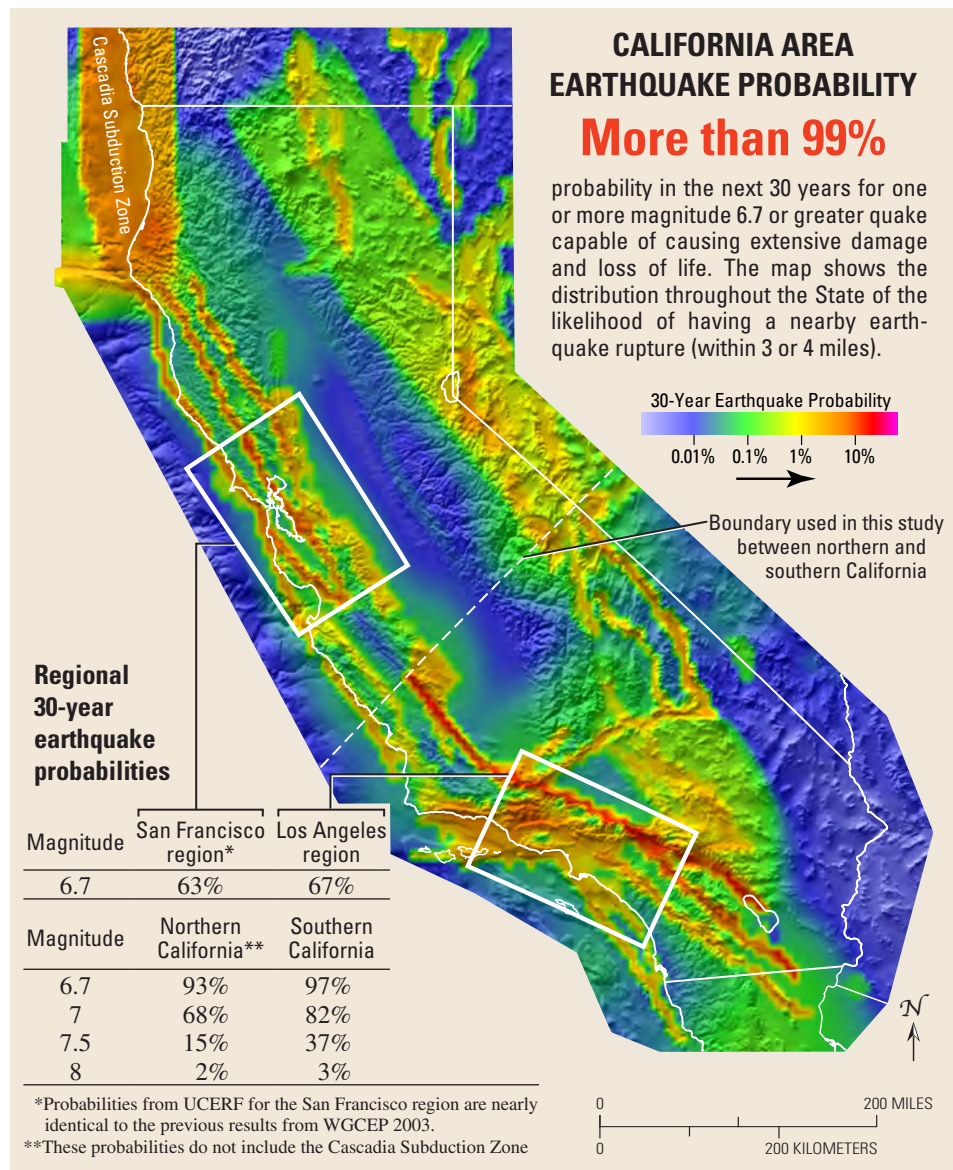 CALIFORNIA AREA
EARTHQUAKE PROBABILITY
More than 99%
probability in the next 30 years for one
or more magnitude 6.7 or greater quake
capable of causing extensive damage
and loss of life. The map shows the
distribution throughout the State of the
likelihood of having a nearby earth-
quake rupture (within 3 or 4 miles).
Cascadia Subduction Zone
30-Year Earthquake Probability
0.01% 0.1% 1% 10%
Boundary used in this study
between northern and
southern California
Regional
30-year
earthquake
probabilities
Magnitude San Francisco region* Los Angeles region
6.7 63% 67%
Magnitude Northern California** Southern California
6.7 93% 97%
7 68% 82%
7.5 15% 37%
8 2% 3%
*Probabilities from UCERF for the San Francisco region are nearly
identical to the previous results from WGCEP 2003.
**These probabilities do not include the Cascadia Subduction Zone
N
0 200 MILES
0 200 KILOMETERS